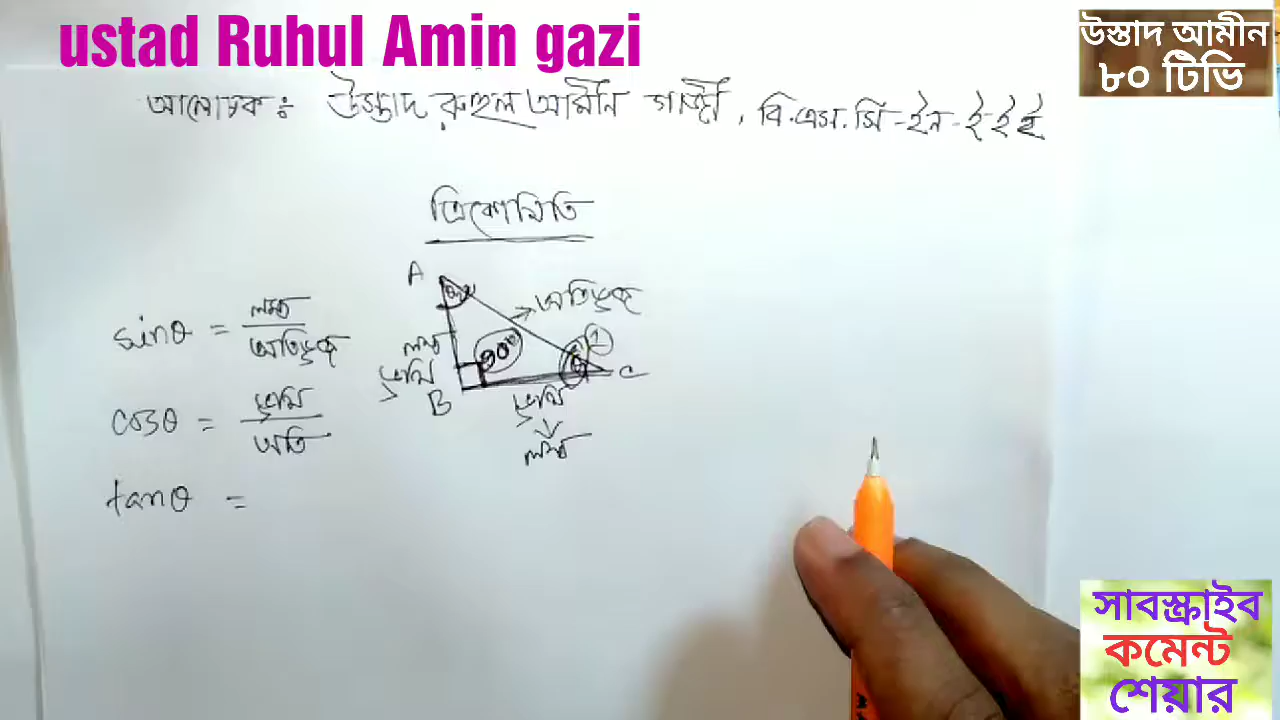 ustad Ruhul Amin gazi
উস্তাদ আমীন
৮০ টিভি
আলোচক ঃ উস্তাদ রুহুল আমীন গাজী, বি.এস.সি-ইন-ই-ই-ই
ত্রিকোণমিতি
A
অতিভুজ
sinθ = লম্ব / অতিভুজ
লম্ব
90°
θ
ভূমি
B
C
ভূমি
লম্ব
cosθ = ভূমি / অতি
tanθ =
সাবস্ক্রাইব
কমেন্ট
শেয়ার